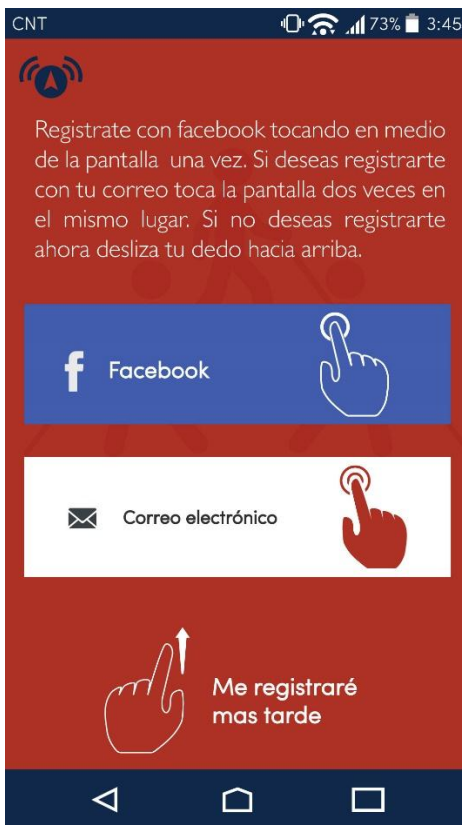 CNT 73% 3:45
Registrate con facebook tocando en medio
de la pantalla una vez. Si deseas registrarte
con tu correo toca la pantalla dos veces en
el mismo lugar. Si no deseas registrarte
ahora desliza tu dedo hacia arriba.
f Facebook
Correo electrónico
Me registraré
mas tarde